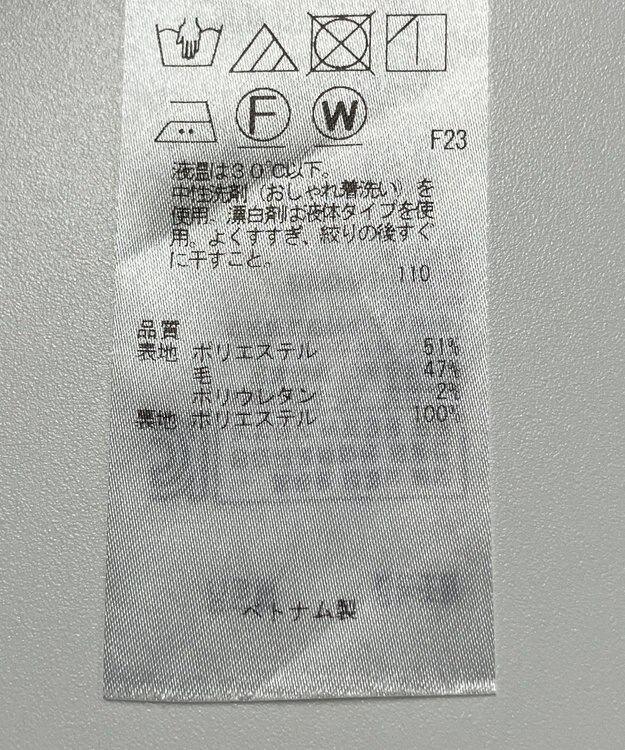 F W F23
液温は30℃以下。
中性洗剤（おしゃれ着洗い）を
使用。漂白剤は液体タイプを使
用。よくすすぎ、絞りの後すぐ
に干すこと。
110
品質
表地 ポリエステル 51%
毛 47%
ポリウレタン 2%
裏地 ポリエステル 100%
ベトナム製